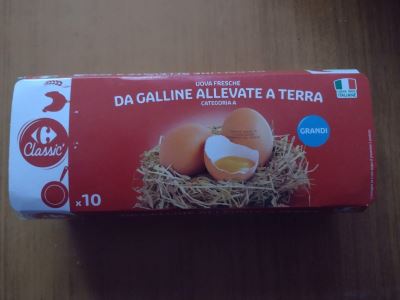 UOVA FRESCHE
DA GALLINE ALLEVATE A TERRA
CATEGORIA A
GRANDI
Classic'
x10